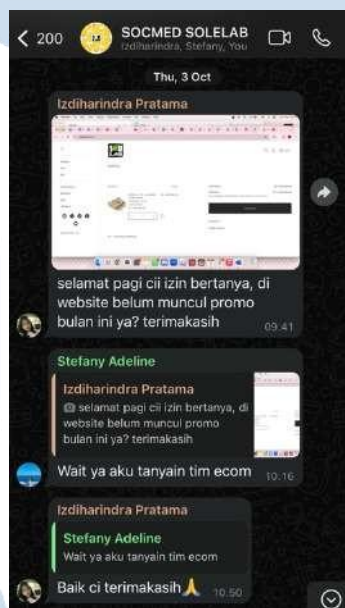 200
SOCMED SOLELAB
Izdiharindra, Stefany, You
Thu, 3 Oct
Izdiharindra Pratama
selamat pagi cii izin bertanya, di
website belum muncul promo
bulan ini ya? terimakasih
09.41
Stefany Adeline
Izdiharindra Pratama
selamat pagi cii izin bertanya, di
website belum muncul promo
bulan ini ya? terimakasih
Wait ya aku tanyain tim ecom
10.16
Izdiharindra Pratama
Stefany Adeline
Wait ya aku tanyain tim ecom
Baik ci terimakasih🙏
10.50